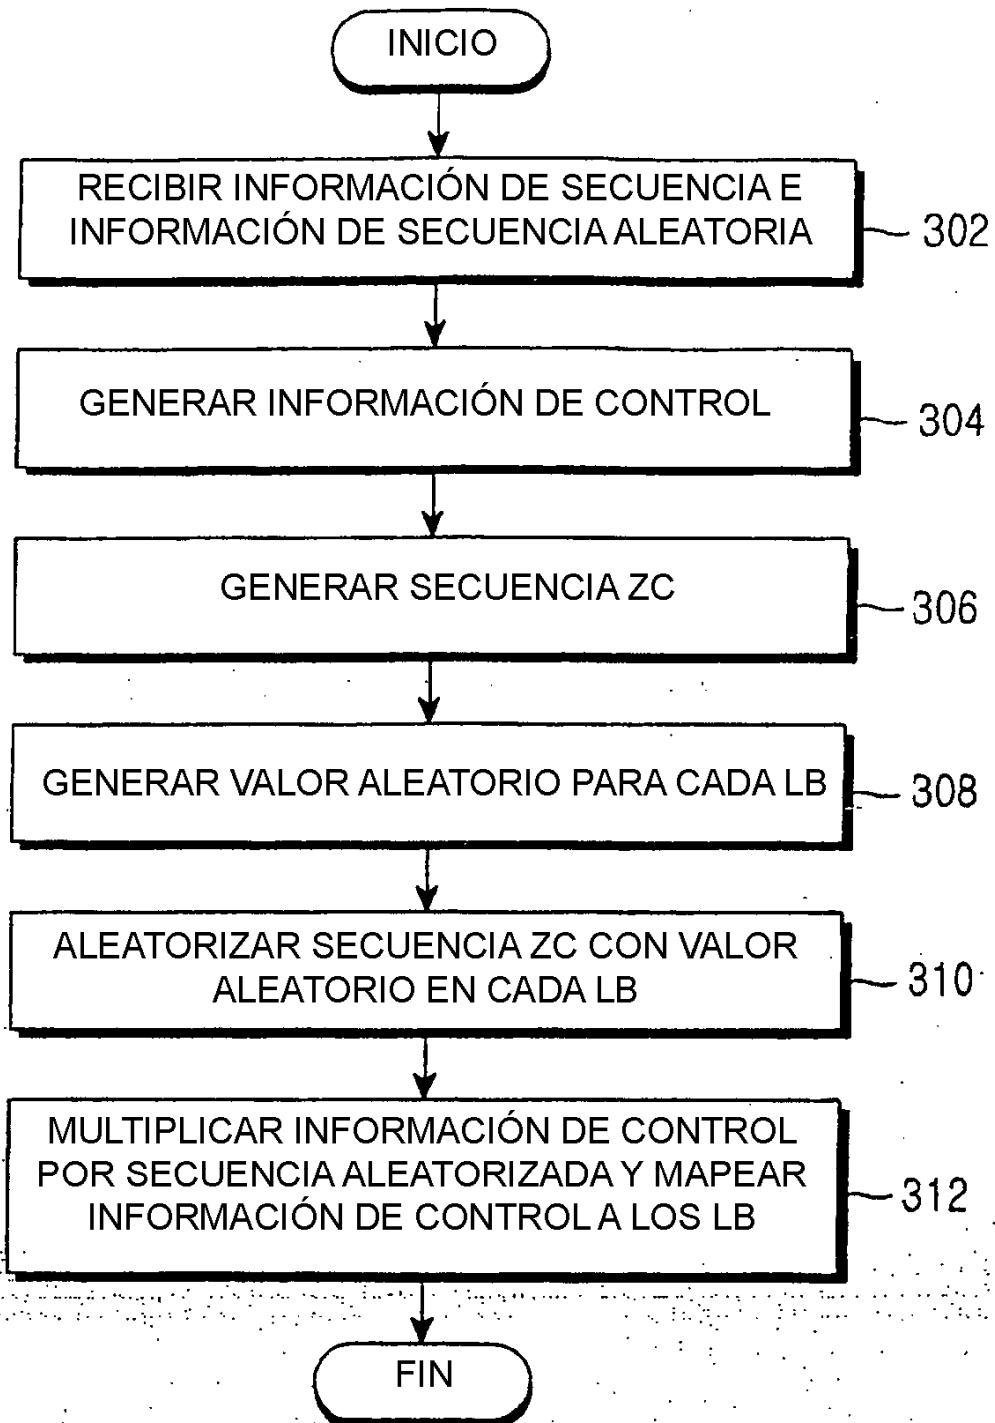 INICIO
RECIBIR INFORMACIÓN DE SECUENCIA E
INFORMACIÓN DE SECUENCIA ALEATORIA
302
GENERAR INFORMACIÓN DE CONTROL
304
GENERAR SECUENCIA ZC
306
GENERAR VALOR ALEATORIO PARA CADA LB
308
ALEATORIZAR SECUENCIA ZC CON VALOR
ALEATORIO EN CADA LB
310
MULTIPLICAR INFORMACIÓN DE CONTROL
POR SECUENCIA ALEATORIZADA Y MAPEAR
INFORMACIÓN DE CONTROL A LOS LB
312
FIN